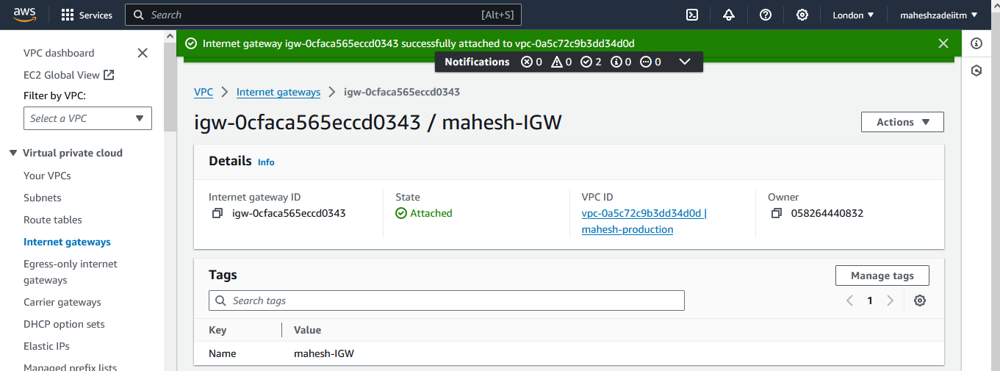 aws
Services
Search
[Alt+S]
London
maheshzadeiitm
VPC dashboard
EC2 Global View
Filter by VPC:
Select a VPC
Virtual private cloud
Your VPCs
Subnets
Route tables
Internet gateways
Egress-only internet
gateways
Carrier gateways
DHCP option sets
Elastic IPs
Managed prefix lists
Internet gateway igw-0cfaca565eccd0343 successfully attached to vpc-0a5c72c9b3dd34d0d
Notifications 0 0 2 0 0
VPC > Internet gateways > igw-0cfaca565eccd0343
igw-0cfaca565eccd0343 / mahesh-IGW
Actions
Details Info
Internet gateway ID
igw-0cfaca565eccd0343
State
Attached
VPC ID
vpc-0a5c72c9b3dd34d0d |
mahesh-production
Owner
058264440832
Tags
Manage tags
Search tags
1
Key Value
Name mahesh-IGW